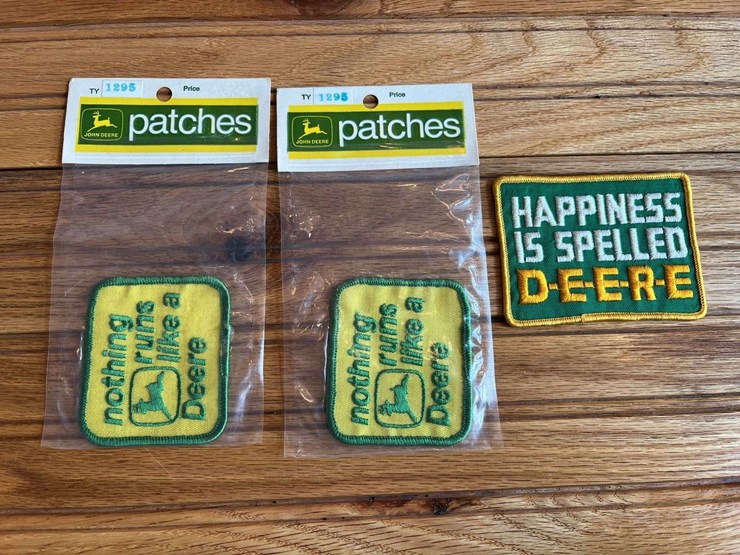 TY 1295 Price
JOHN DEERE patches
nothing
runs
like a
Deere
TY 1295 Price
JOHN DEERE patches
nothing
runs
like a
Deere
HAPPINESS
IS SPELLED
D-E-E-R-E